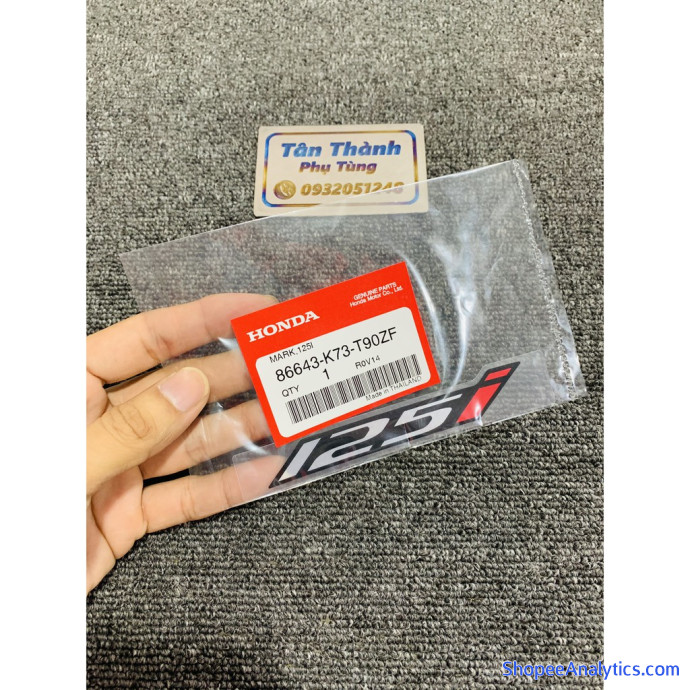 Tân Thành
Phụ Tùng
0932051248
HONDA
GENUINE PARTS
Honda Motor Co., Ltd.
MARK,125I
86643-K73-T90ZF
QTY 1 R0V14
Made in THAILAND
125i
ShopeeAnalytics.com